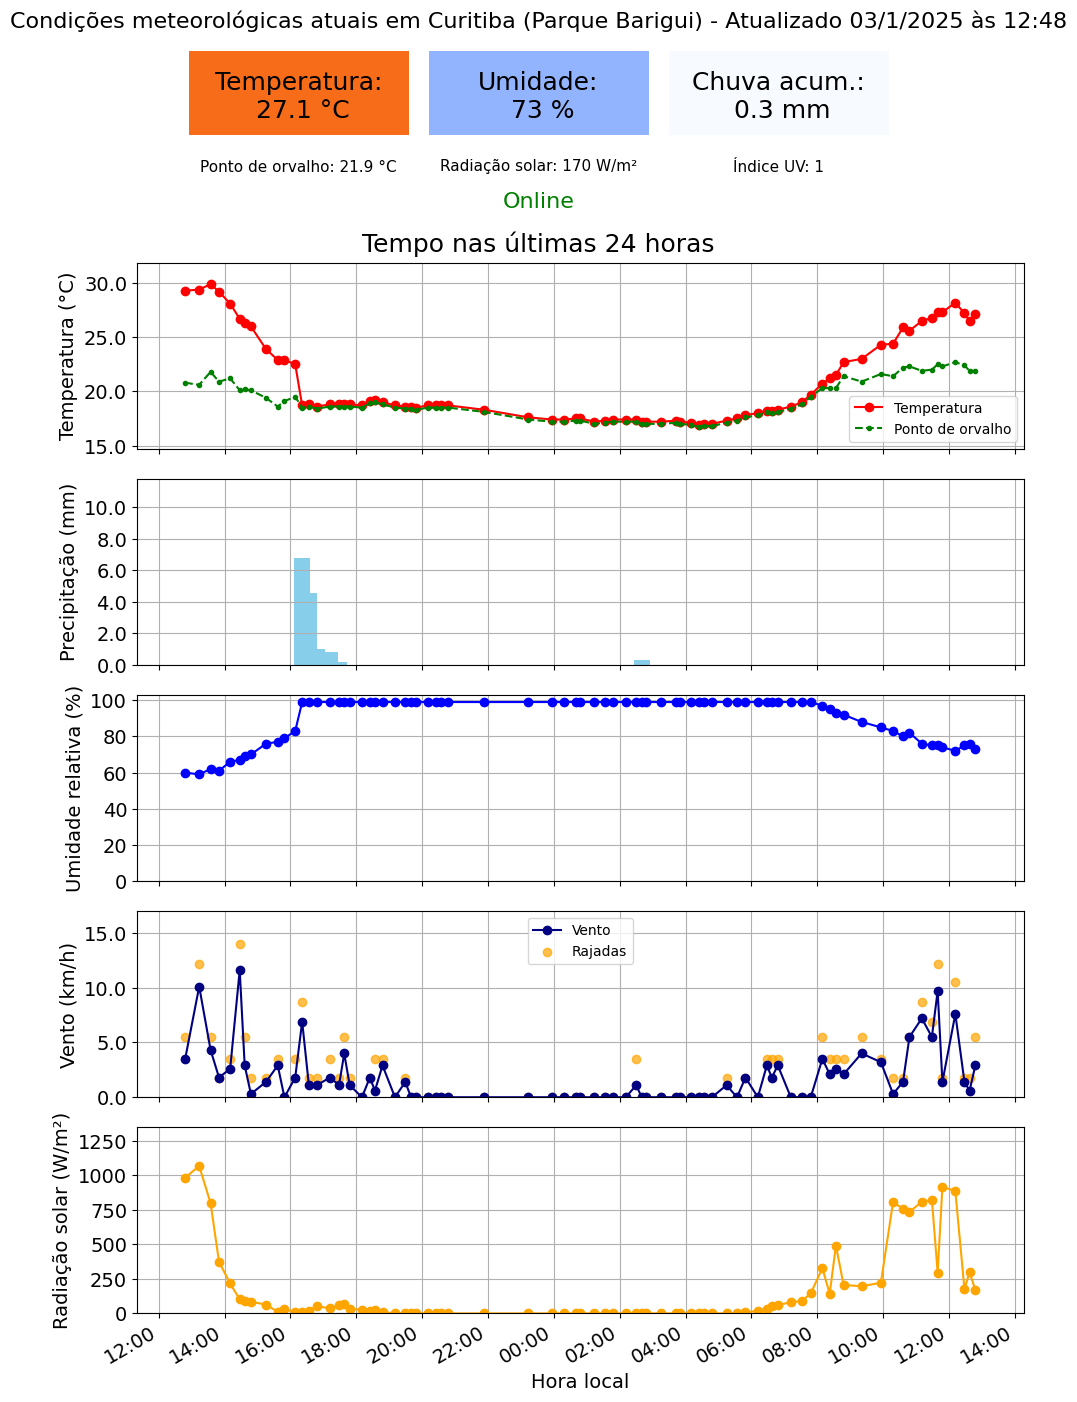 Condições meteorológicas atuais em Curitiba (Parque Barigui) - Atualizado 03/1/2025 às 12:48
Temperatura:
27.1 °C
Umidade:
73 %
Chuva acum.:
0.3 mm
Ponto de orvalho: 21.9 °C
Radiação solar: 170 W/m²
Índice UV: 1
Online
Tempo nas últimas 24 horas
Temperatura (°C)
30.0
25.0
20.0
15.0
Temperatura
Ponto de orvalho
Precipitação (mm)
10.0
8.0
6.0
4.0
2.0
0.0
Umidade relativa (%)
100
80
60
40
20
0
Vento (km/h)
15.0
10.0
5.0
0.0
Vento
Rajadas
Radiação solar (W/m²)
1250
1000
750
500
250
0
12:00
14:00
16:00
18:00
20:00
22:00
00:00
02:00
04:00
06:00
08:00
10:00
12:00
14:00
Hora local